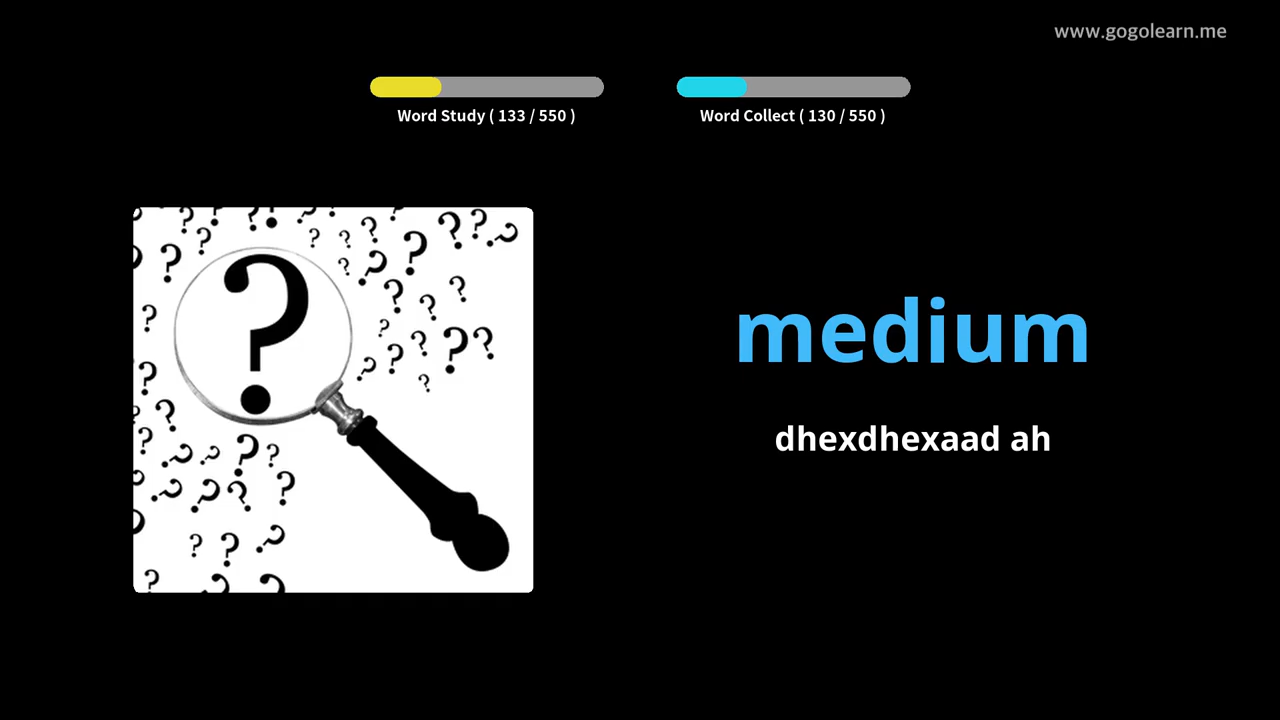 www.gogolearn.me
Word Study ( 133 / 550 )
Word Collect ( 130 / 550 )
medium
dhexdhexaad ah